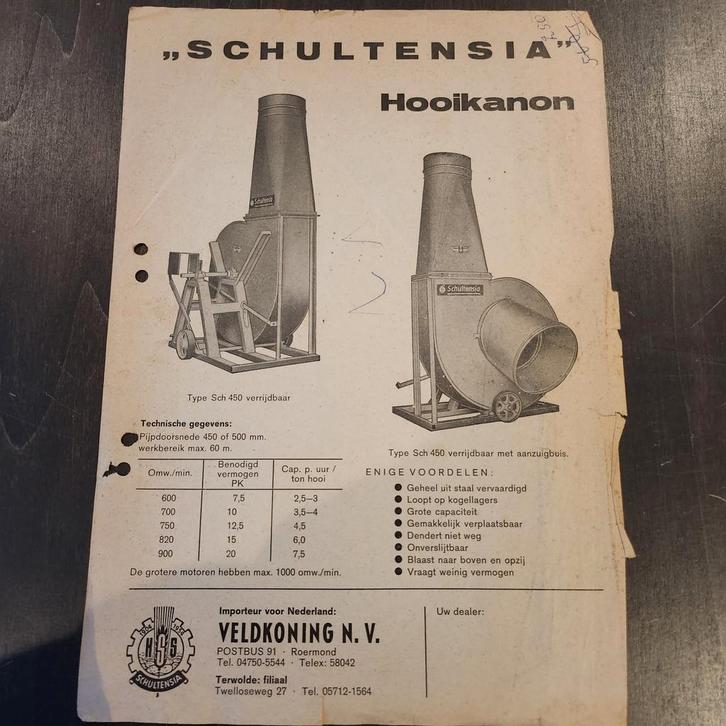 „SCHULTENSIA”
Hooikanon
Schultensia
Schultensia
Type Sch 450 verrijdbaar
Type Sch 450 verrijdbaar met aanzuigbuis.
Technische gegevens:
Pijpdoorsnede 450 of 500 mm.
werkbereik max. 60 m.
Omw./min. Benodigd vermogen PK Cap. p. uur / ton hooi
600 7,5 2,5—3
700 10 3,5—4
750 12,5 4,5
820 15 6,0
900 20 7,5
De grotere motoren hebben max. 1000 omw./min.
ENIGE VOORDELEN:
● Geheel uit staal vervaardigd
● Loopt op kogellagers
● Grote capaciteit
● Gemakkelijk verplaatsbaar
● Dendert niet weg
● Onverslijtbaar
● Blaast naar boven en opzij
● Vraagt weinig vermogen
HSS
SCHULTENSIA
Importeur voor Nederland:
VELDKONING N.V.
POSTBUS 91 · Roermond
Tel. 04750-5544 · Telex: 58042
Terwolde: filiaal
Twelloseweg 27 · Tel. 05712-1564
Uw dealer: